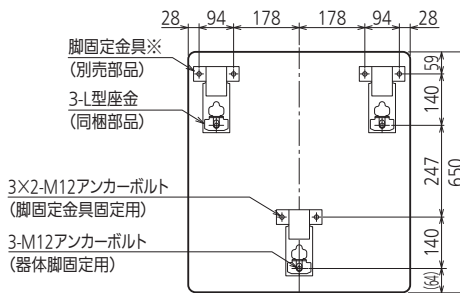 28 94 178 178 94 28
脚固定金具※
(別売部品)
3-L型座金
(同梱部品)
3×2-M12アンカーボルト
(脚固定金具固定用)
3-M12アンカーボルト
(器体脚固定用)
59
140
247
650
140
(64)